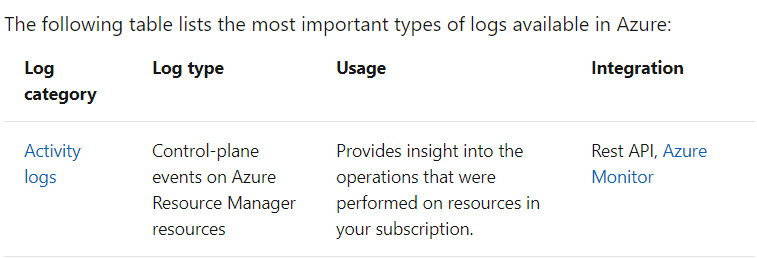 The following table lists the most important types of logs available in Azure:
Log category
Log type
Usage
Integration
Activity logs
Control-plane events on Azure Resource Manager resources
Provides insight into the operations that were performed on resources in your subscription.
Rest API, Azure Monitor